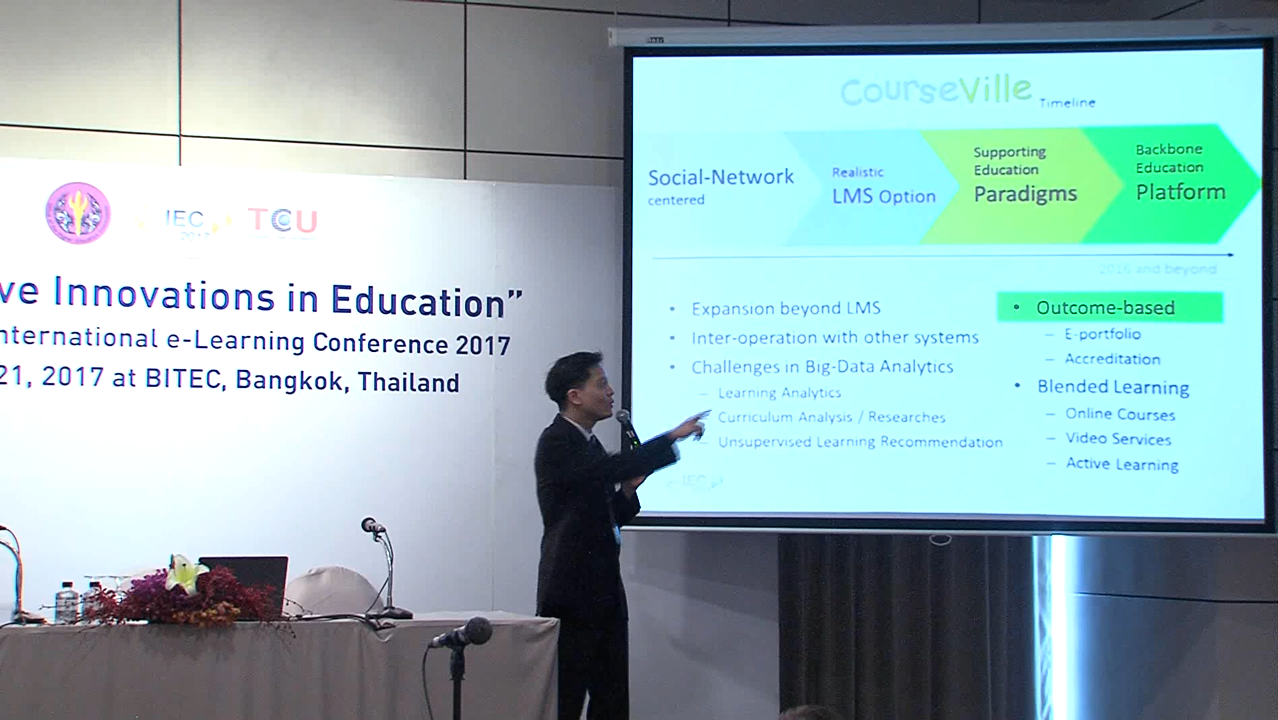 IEC
2017
TCU
ve Innovations in Education”
nternational e-Learning Conference 2017
21, 2017 at BITEC, Bangkok, Thailand
CourseVille Timeline
Social-Network
centered
Realistic
LMS Option
Supporting
Education
Paradigms
Backbone
Education
Platform
2016 and beyond
• Expansion beyond LMS
• Inter-operation with other systems
• Challenges in Big-Data Analytics
– Learning Analytics
– Curriculum Analysis / Researches
– Unsupervised Learning Recommendation
• Outcome-based
– E-portfolio
– Accreditation
• Blended Learning
– Online Courses
– Video Services
– Active Learning
IEC